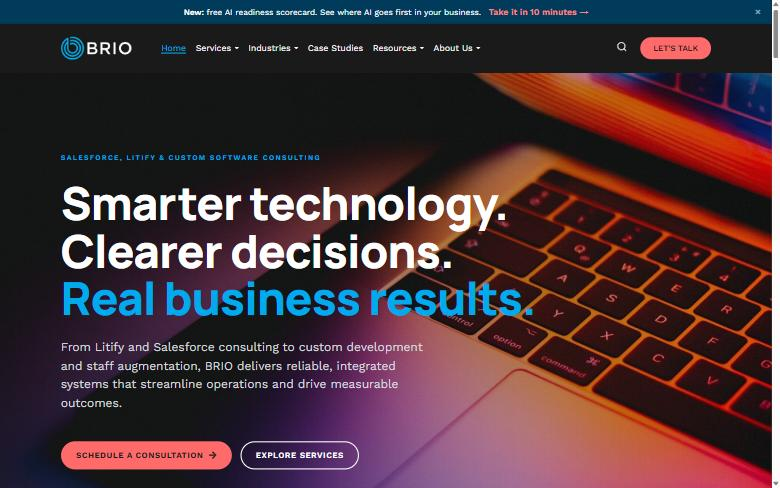 New: free AI readiness scorecard. See where AI goes first in your business. Take it in 10 minutes →
×
BRIO
Home Services Industries Case Studies Resources About Us
LET'S TALK
SALESFORCE, LITIFY & CUSTOM SOFTWARE CONSULTING
Smarter technology.
Clearer decisions.
Real business results.
From Litify and Salesforce consulting to custom development
and staff augmentation, BRIO delivers reliable, integrated
systems that streamline operations and drive measurable
outcomes.
SCHEDULE A CONSULTATION →
EXPLORE SERVICES
Q W E R
A S D F
Z Y X C V
control option command ⌘